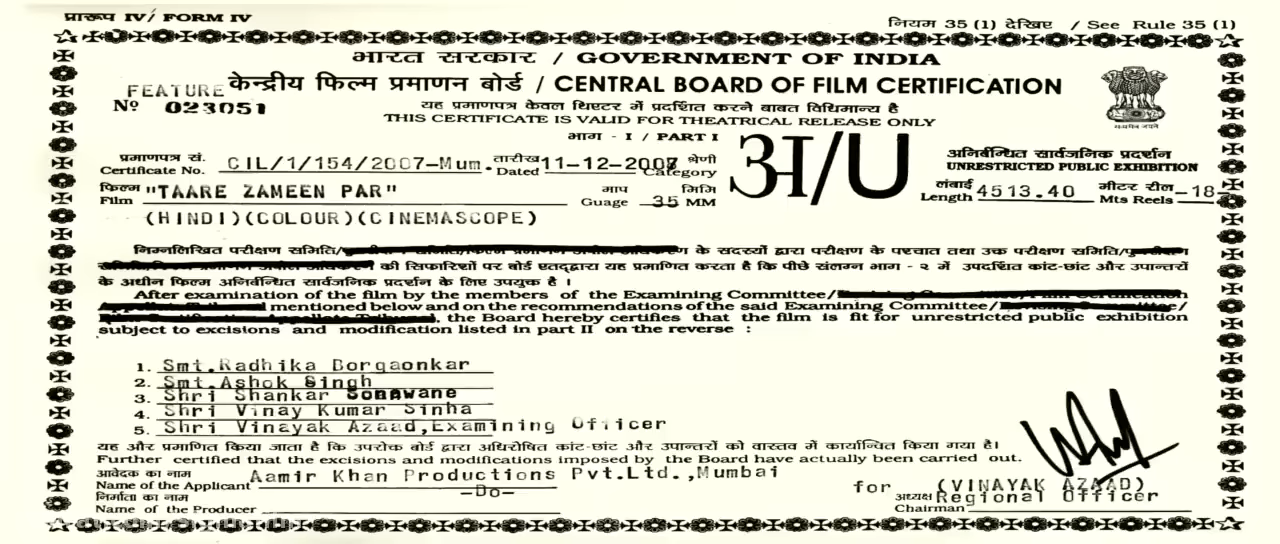 प्रारूप IV/ FORM IV
नियम 35 (1) देखिए / See Rule 35 (1)
भारत सरकार / GOVERNMENT OF INDIA
केन्द्रीय फिल्म प्रमाणन बोर्ड / CENTRAL BOARD OF FILM CERTIFICATION
FEATURE
Nº 023051
यह प्रमाणपत्र केवल थिएटर में प्रदर्शित करने बाबत विधिमान्य है
THIS CERTIFICATE IS VALID FOR THEATRICAL RELEASE ONLY
भाग - I / PART I
प्रमाणपत्र सं. तारीख श्रेणी
Certificate No. CIL/1/154/2007-Mum. Dated 11-12-2007 Category
अ/U
अनिर्बन्धित सार्वजनिक प्रदर्शन
UNRESTRICTED PUBLIC EXHIBITION
फिल्म माप मिमि
Film "TAARE ZAMEEN PAR" Guage 35 MM
लंबाई मीटर रील
Length 4513.40 Mts Reels -18-
(HINDI)(COLOUR)(CINEMASCOPE)
निम्नलिखित परीक्षण समिति/ के सदस्यों द्वारा परीक्षण के पश्चात तथा उक्त परीक्षण समिति/
की सिफारिशों पर बोर्ड एतद्द्वारा यह प्रमाणित करता है कि पीछे संलग्न भाग - २ में उपदर्शित कांट-छांट और उपान्तरों
के अधीन फिल्म अनिर्बन्धित सार्वजनिक प्रदर्शन के लिए उपयुक्त है ।
After examination of the film by the members of the Examining Committee/
mentioned below and on the recommendations of the said Examining Committee/
the Board hereby certifies that the film is fit for unrestricted public exhibition
subject to excisions and modification listed in part II on the reverse :
1. Smt.Radhika Borgaonkar
2. Smt.Ashok Singh
3. Shri Shankar Sonawane
4. Shri Vinay Kumar Sinha
5. Shri Vinayak Azaad,Examining Officer
यह और प्रमाणित किया जाता है कि उपरोक्त बोर्ड द्वारा अधिरोपित कांट-छांट और उपान्तरों को वास्तव में कार्यान्वित किया गया है।
Further certified that the excisions and modifications imposed by the Board have actually been carried out.
आवेदक का नाम
Name of the Applicant Aamir Khan Productions Pvt.Ltd.,Mumbai
निर्माता का नाम
Name of the Producer -Do-
for (VINAYAK AZAAD)
अध्यक्ष Regional Officer
Chairman